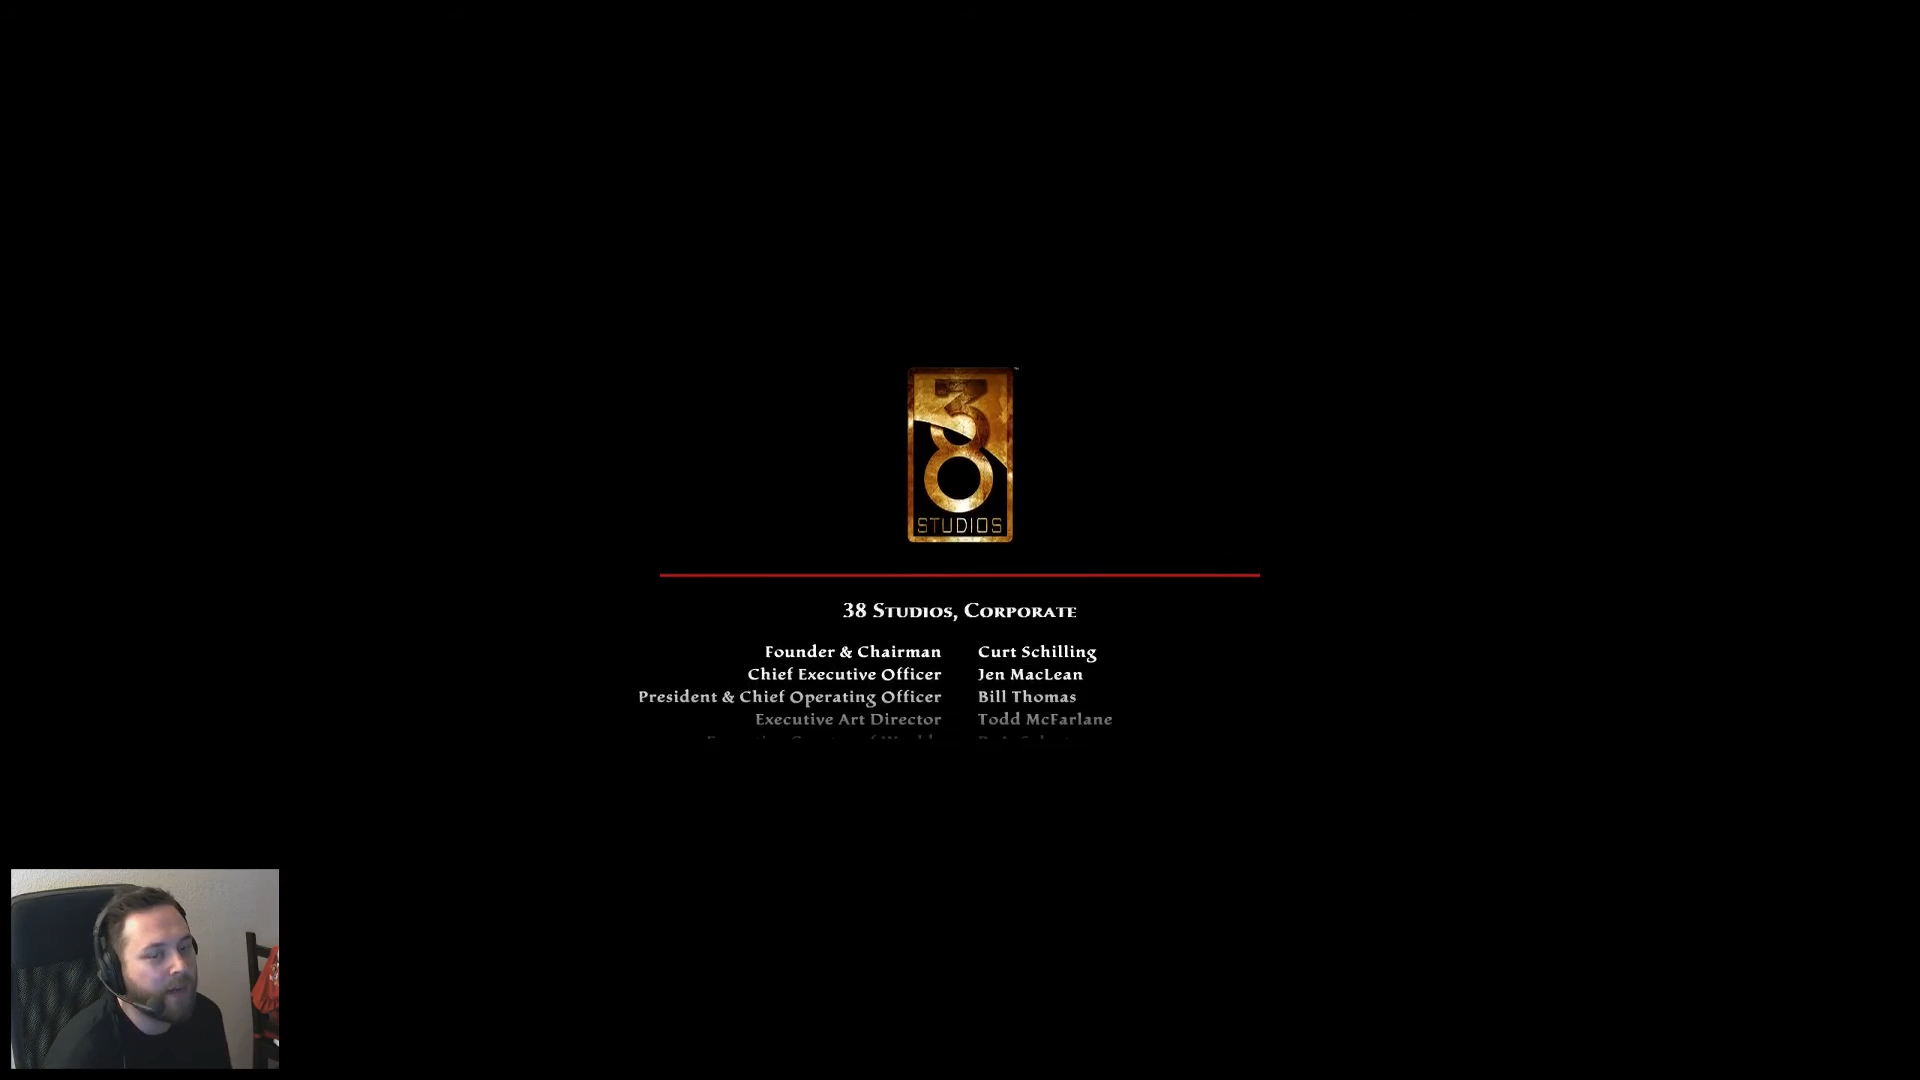 38
STUDIOS
™
38 Studios, Corporate
Founder & Chairman Curt Schilling
Chief Executive Officer Jen MacLean
President & Chief Operating Officer Bill Thomas
Executive Art Director Todd McFarlane